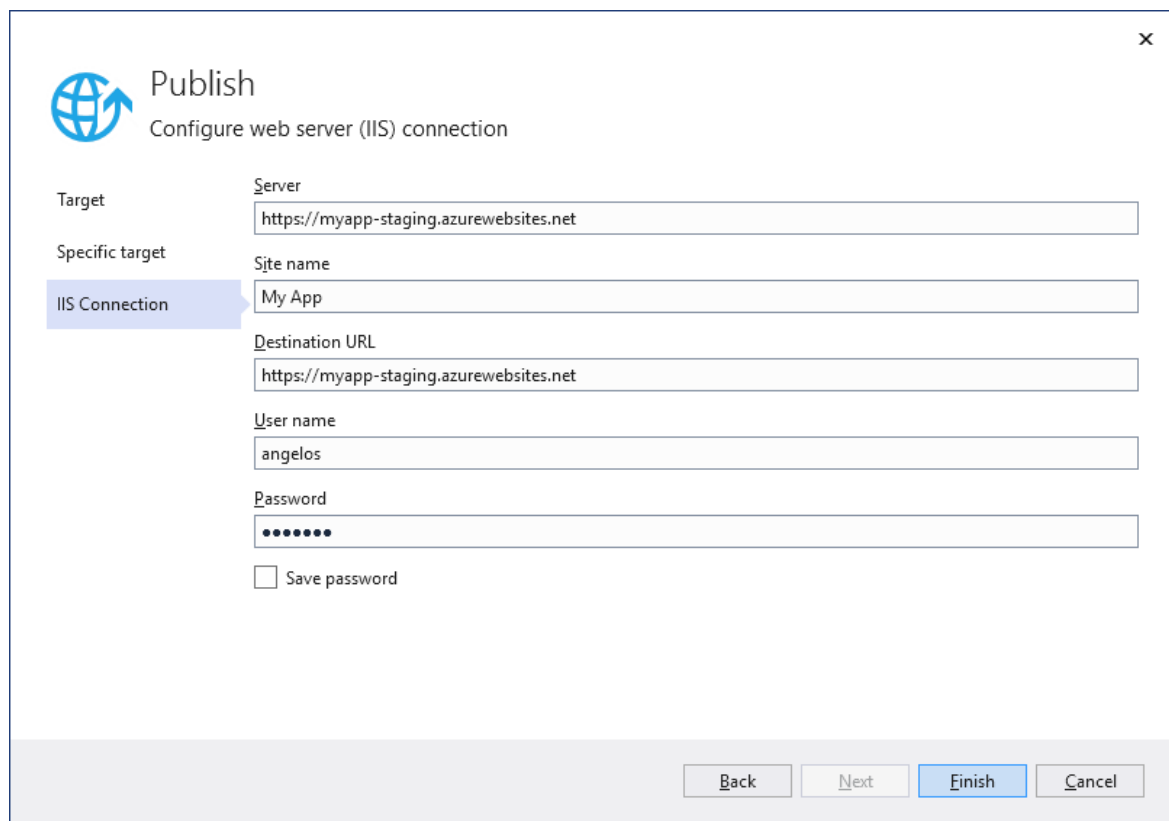 Publish
Configure web server (IIS) connection
Target
Specific target
IIS Connection
Server
https://myapp-staging.azurewebsites.net
Site name
My App
Destination URL
https://myapp-staging.azurewebsites.net
User name
angelos
Password
•••••••
Save password
Back
Next
Finish
Cancel